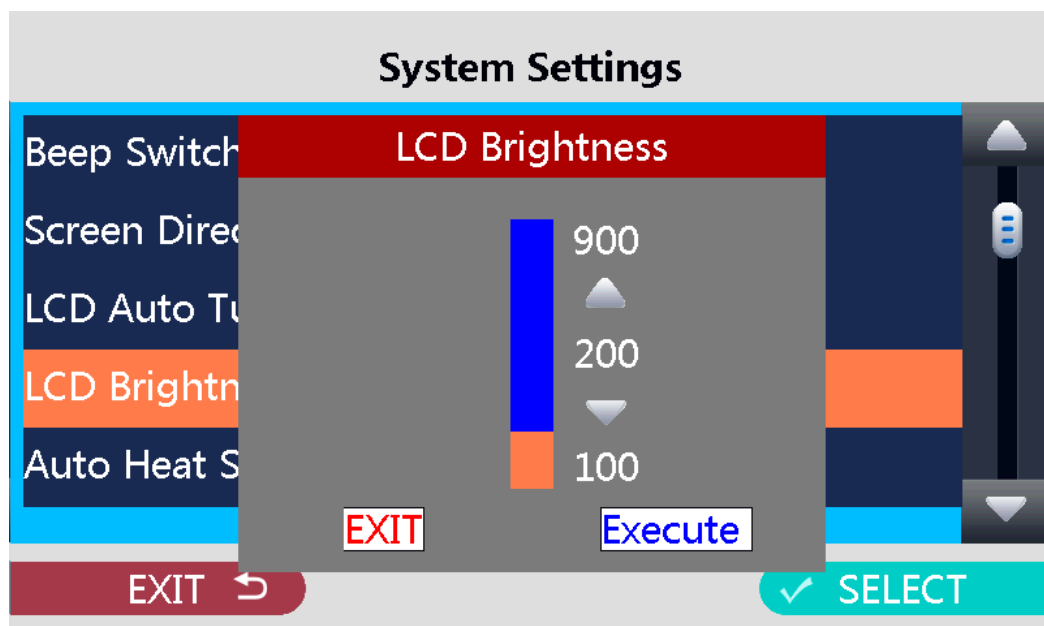 System Settings
Beep Switch
LCD Brightness
Screen Direc
900
LCD Auto Tu
200
LCD Brightn
100
Auto Heat S
EXIT
Execute
EXIT
SELECT